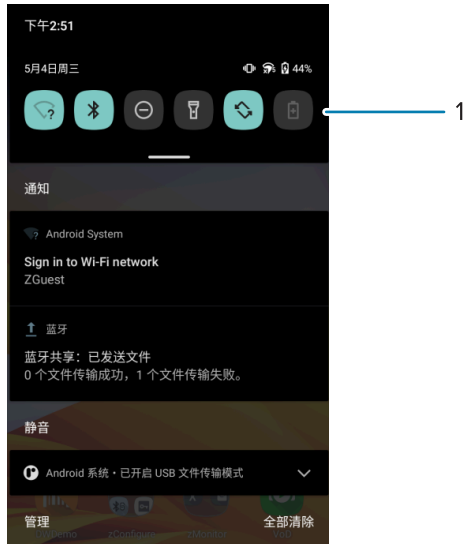 下午2:51
5月4日周三
44%
1
通知
Android System
Sign in to Wi-Fi network
ZGuest
蓝牙
蓝牙共享：已发送文件
0 个文件传输成功，1 个文件传输失败。
静音
Android 系统 · 已开启 USB 文件传输模式
管理
全部清除